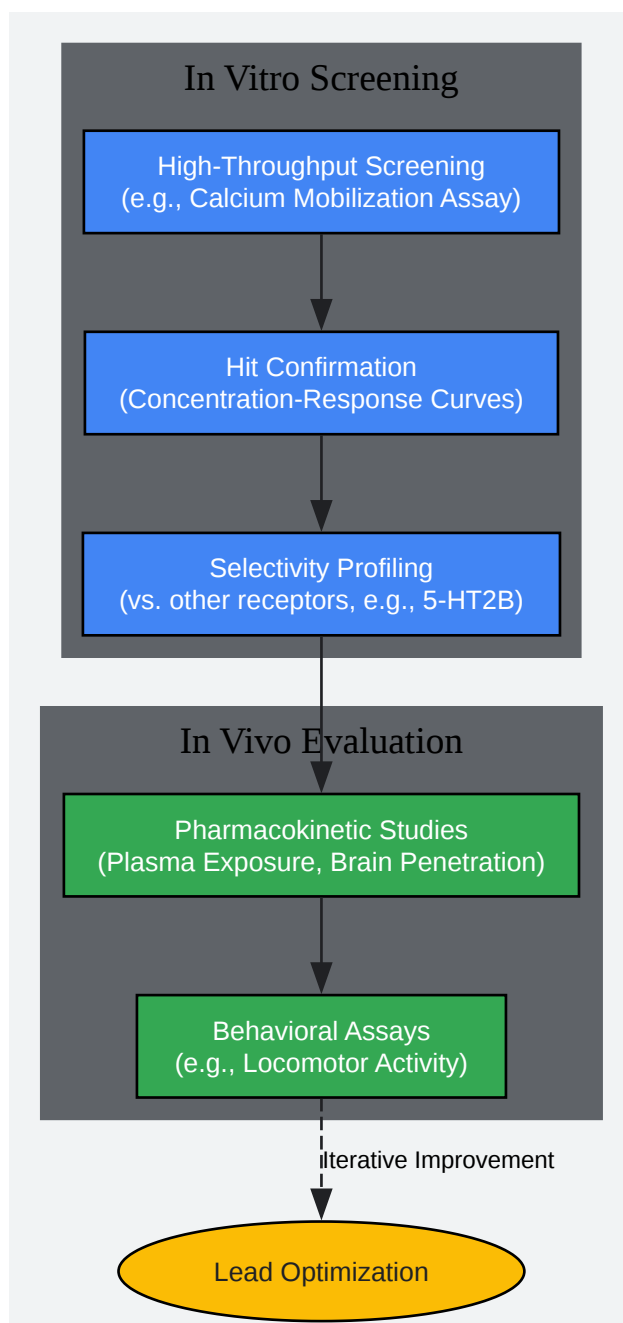 In Vitro Screening
High-Throughput Screening
(e.g., Calcium Mobilization Assay)
Hit Confirmation
(Concentration-Response Curves)
Selectivity Profiling
(vs. other receptors, e.g., 5-HT2B)
In Vivo Evaluation
Pharmacokinetic Studies
(Plasma Exposure, Brain Penetration)
Behavioral Assays
(e.g., Locomotor Activity)
Iterative Improvement
Lead Optimization